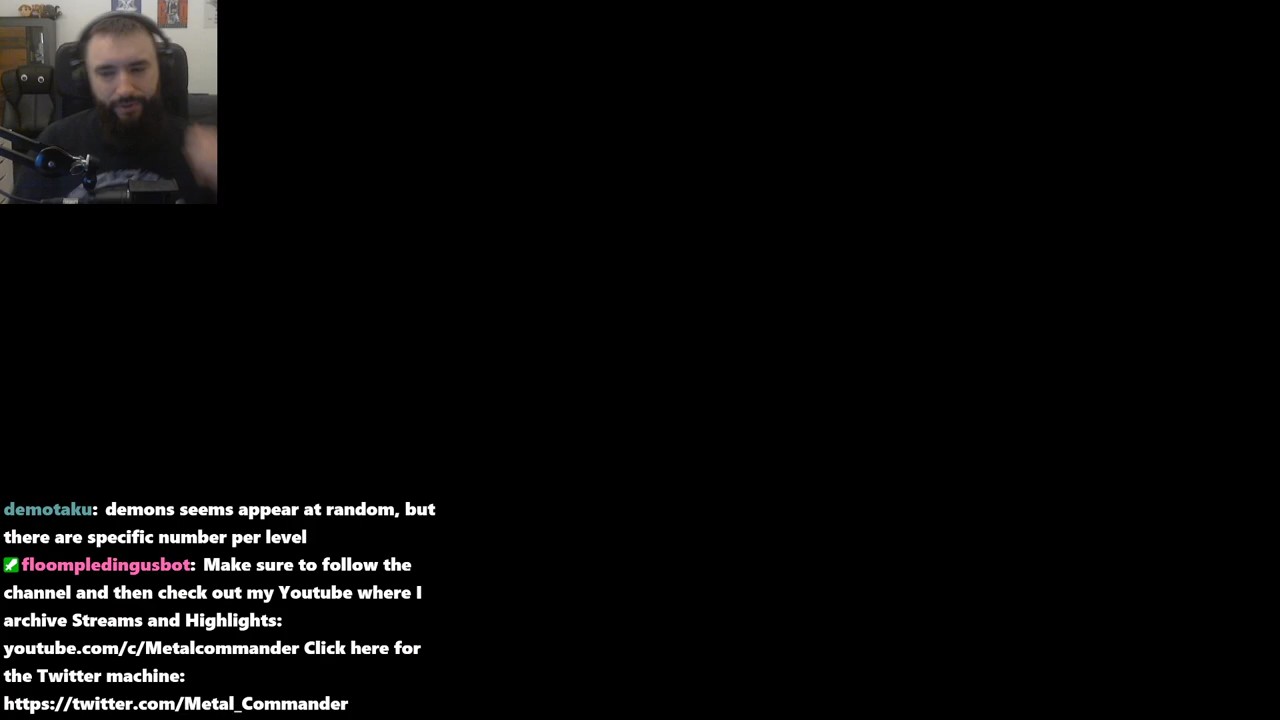 demotaku: demons seems appear at random, but
there are specific number per level
floompledingusbot: Make sure to follow the
channel and then check out my Youtube where I
archive Streams and Highlights:
youtube.com/c/Metalcommander Click here for
the Twitter machine:
https://twitter.com/Metal_Commander